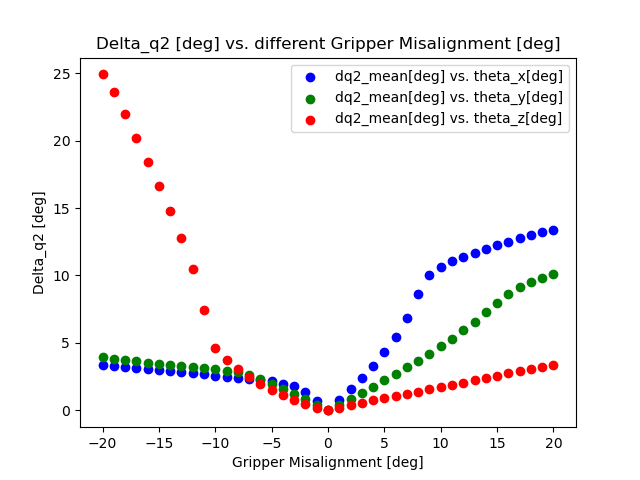 Delta_q2 [deg] vs. different Gripper Misalignment [deg]
dq2_mean[deg] vs. theta_x[deg]
dq2_mean[deg] vs. theta_y[deg]
dq2_mean[deg] vs. theta_z[deg]
25
20
15
10
5
0
Delta_q2 [deg]
−20 −15 −10 −5 0 5 10 15 20
Gripper Misalignment [deg]